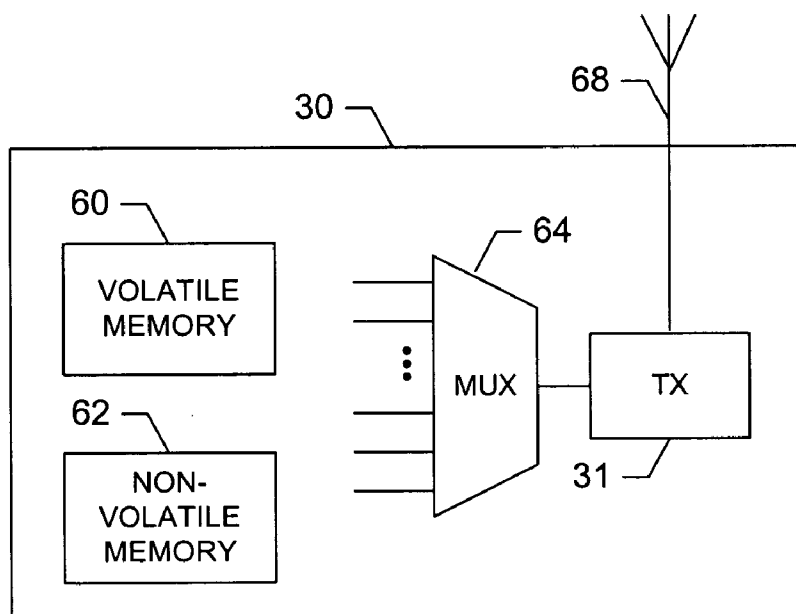 68
30
60
64
VOLATILE
MEMORY
MUX
TX
62
31
NON-
VOLATILE
MEMORY